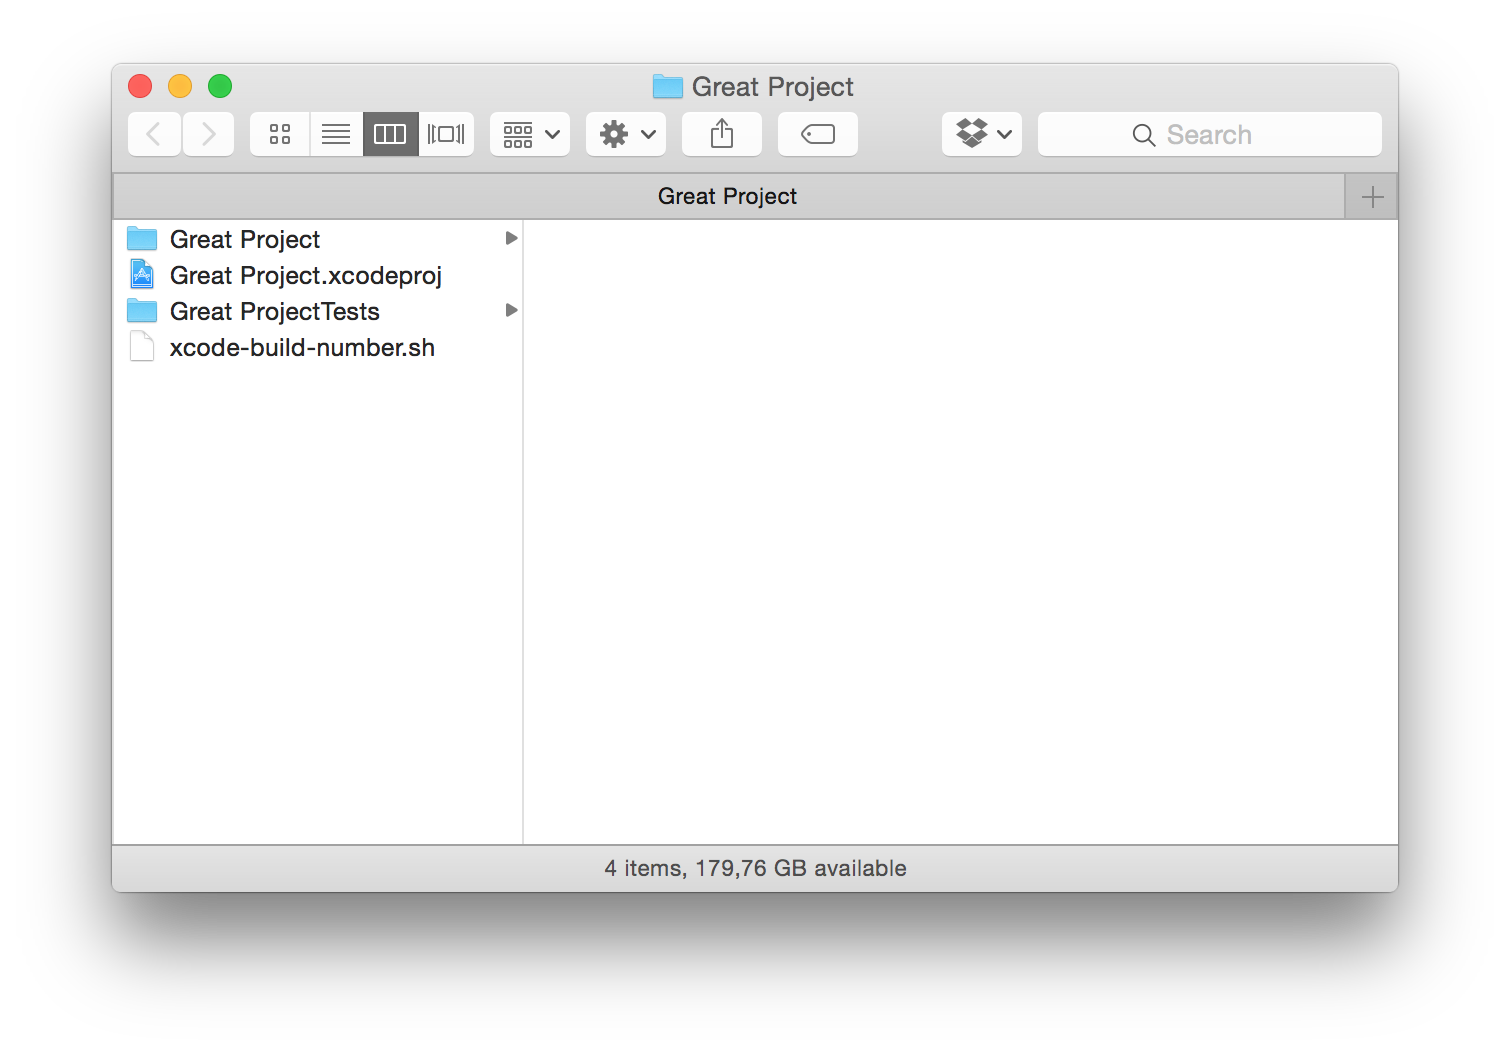 Great Project
Search
Great Project
Great Project
Great Project.xcodeproj
Great ProjectTests
xcode-build-number.sh
4 items, 179,76 GB available